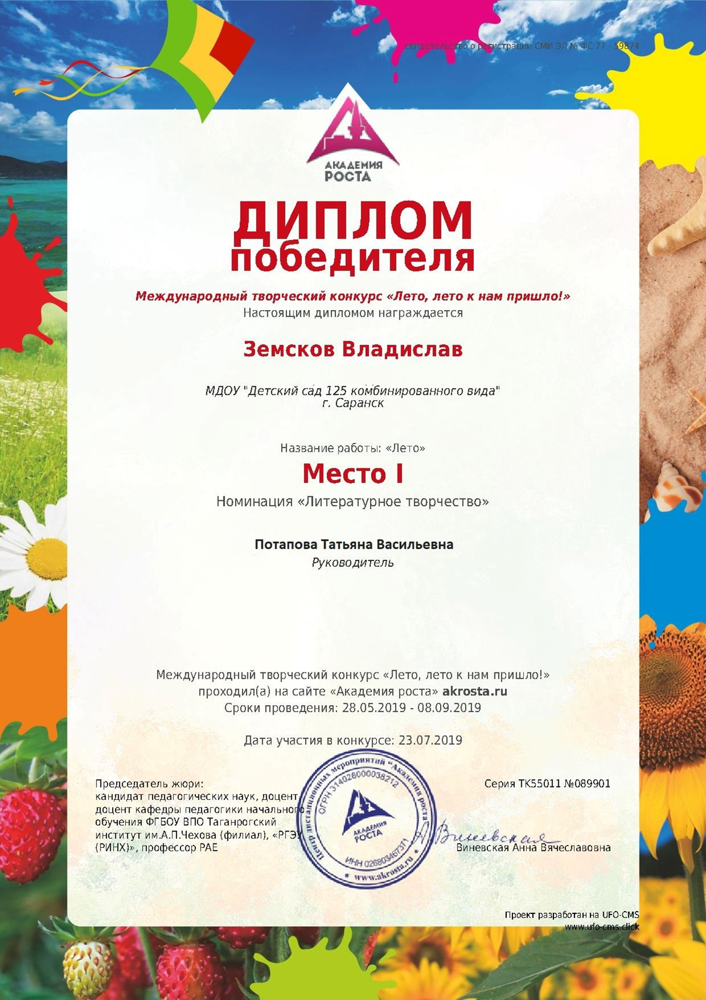 свидетельство о регистрации СМИ ЭЛ № ФС 77 - 59874
АКАДЕМИЯ
РОСТА
ДИПЛОМ
победителя
Международный творческий конкурс «Лето, лето к нам пришло!»
Настоящим дипломом награждается
Земсков Владислав
МДОУ "Детский сад 125 комбинированного вида"
г. Саранск
Название работы: «Лето»
Место I
Номинация «Литературное творчество»
Потапова Татьяна Васильевна
Руководитель
Международный творческий конкурс «Лето, лето к нам пришло!»
проходил(а) на сайте «Академия роста» akrosta.ru
Сроки проведения: 28.05.2019 - 08.09.2019
Дата участия в конкурсе: 23.07.2019
Председатель жюри:
кандидат педагогических наук, доцент,
доцент кафедры педагогики начального
обучения ФГБОУ ВПО Таганрогский
институт им.А.П.Чехова (филиал), «РГЭУ
(РИНХ)», профессор РАЕ
Центр дистанционных мероприятий "Академия роста"
ОГРН 314028000038212
АКАДЕМИЯ
РОСТА
ИНН 026803467371
* www.akrosta.ru *
Серия ТК55011 №089901
А. Виневская
Виневская Анна Вячеславовна
Проект разработан на UFO-CMS
www.ufo-cms.click